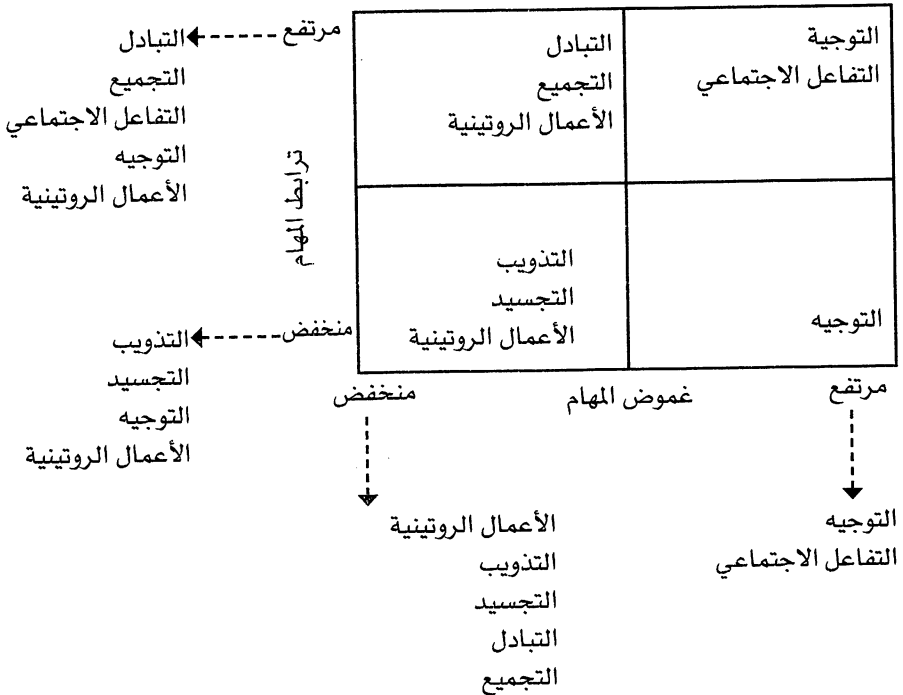 التوجية
التفاعل الاجتماعي
التبادل
التجميع
الأعمال الروتينية
مرتفع
التبادل
التجميع
التفاعل الاجتماعي
التوجيه
الأعمال الروتينية
ترابط المهام
التوجيه
التذويب
التجسيد
الأعمال الروتينية
منخفض
التذويب
التجسيد
التوجيه
الأعمال الروتينية
مرتفع
غموض المهام
منخفض
التوجيه
التفاعل الاجتماعي
الأعمال الروتينية
التذويب
التجسيد
التبادل
التجميع